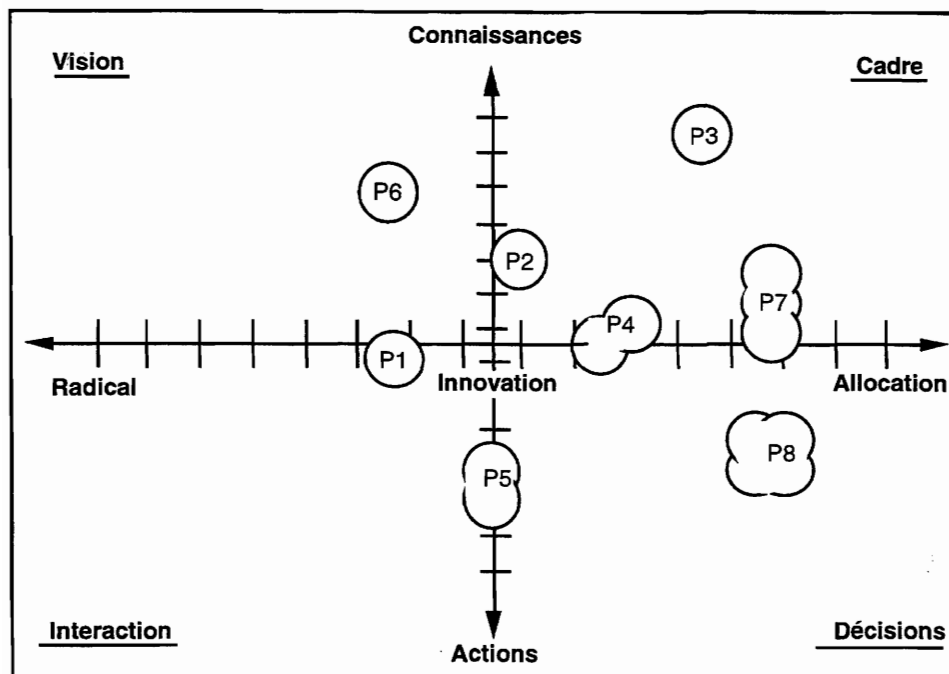 Connaissances
Vision
Cadre
P3
P6
P2
P7
P4
P1
Radical
Innovation
Allocation
P8
P5
Interaction
Décisions
Actions